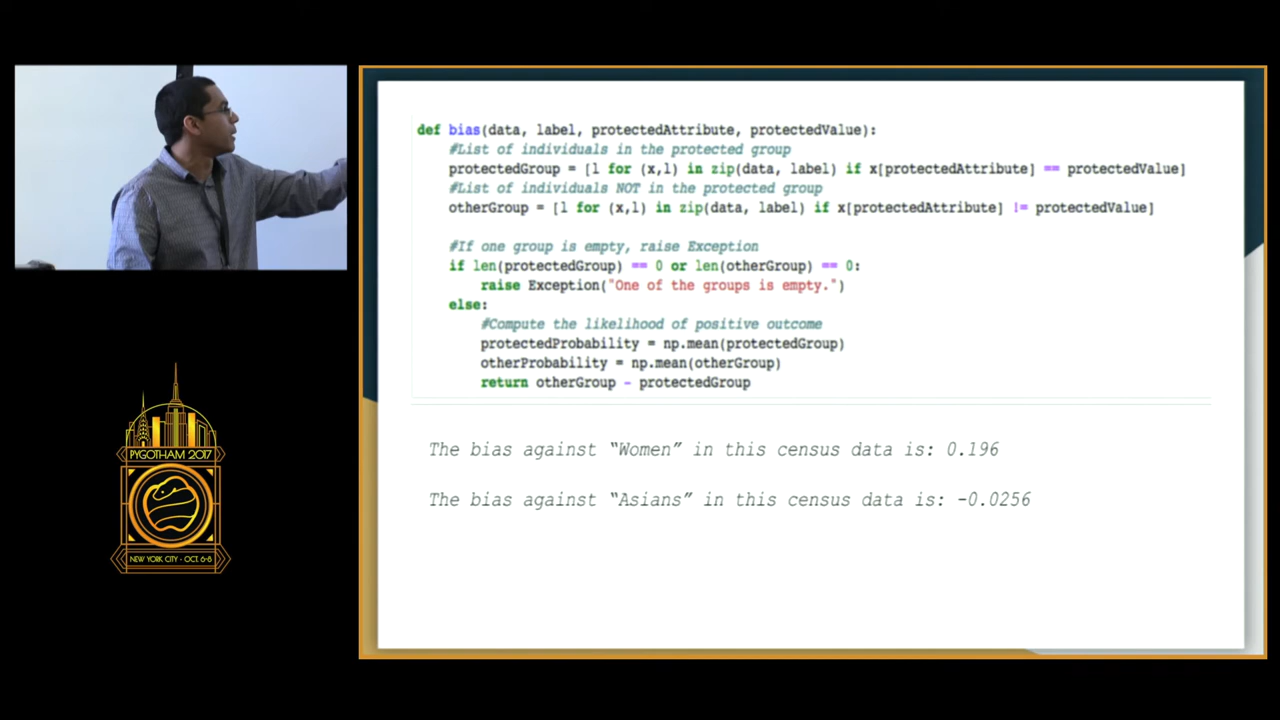 def bias(data, label, protectedAttribute, protectedValue):
#List of individuals in the protected group
protectedGroup = [l for (x,l) in zip(data, label) if x[protectedAttribute] == protectedValue]
#List of individuals NOT in the protected group
otherGroup = [l for (x,l) in zip(data, label) if x[protectedAttribute] != protectedValue]
#If one group is empty, raise Exception
if len(protectedGroup) == 0 or len(otherGroup) == 0:
raise Exception("One of the groups is empty.")
else:
#Compute the likelihood of positive outcome
protectedProbability = np.mean(protectedGroup)
otherProbability = np.mean(otherGroup)
return otherGroup - protectedGroup
The bias against “Women” in this census data is: 0.196
The bias against “Asians” in this census data is: -0.0256
PYGOTHAM 2017
NEW YORK CITY - OCT. 6-8